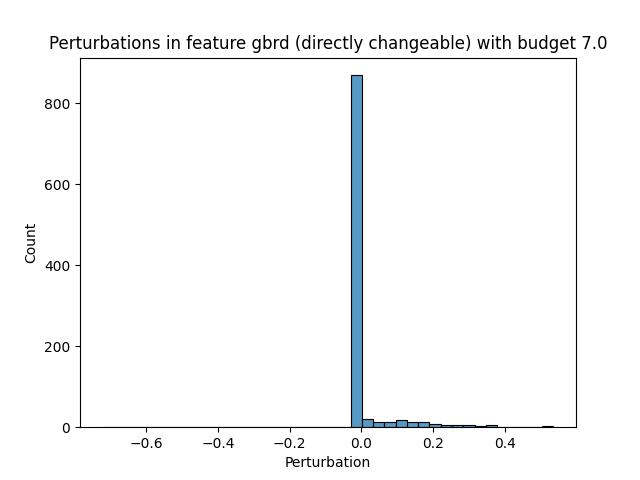 Perturbations in feature gbrd (directly changeable) with budget 7.0
800
600
400
200
0
Count
−0.6 −0.4 −0.2 0.0 0.2 0.4
Perturbation